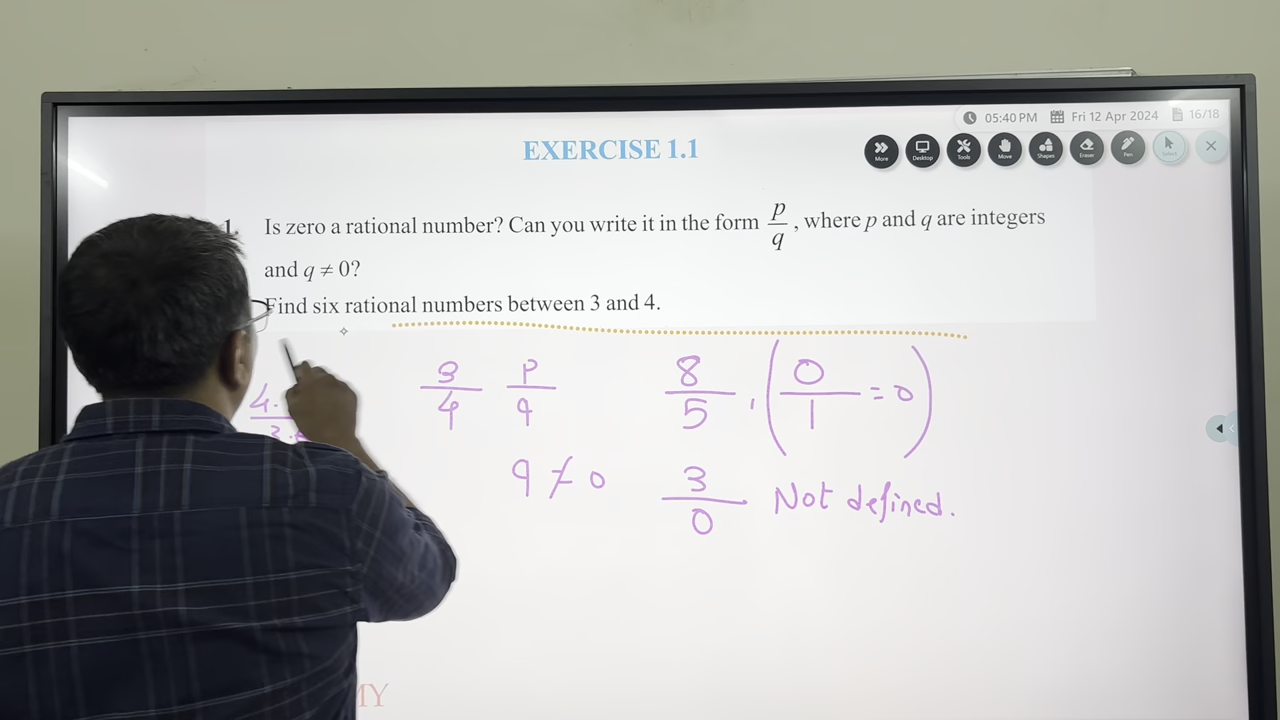 05:40 PM Fri 12 Apr 2024 16/18
EXERCISE 1.1
More Desktop Tools Move Shapes Eraser Pen Select
1. Is zero a rational number? Can you write it in the form p/q, where p and q are integers
and q ≠ 0?
Find six rational numbers between 3 and 4.
3/4 p/q 8/5 , (0/1 = 0)
4.
q ≠ 0 3/0 Not defined.
MY